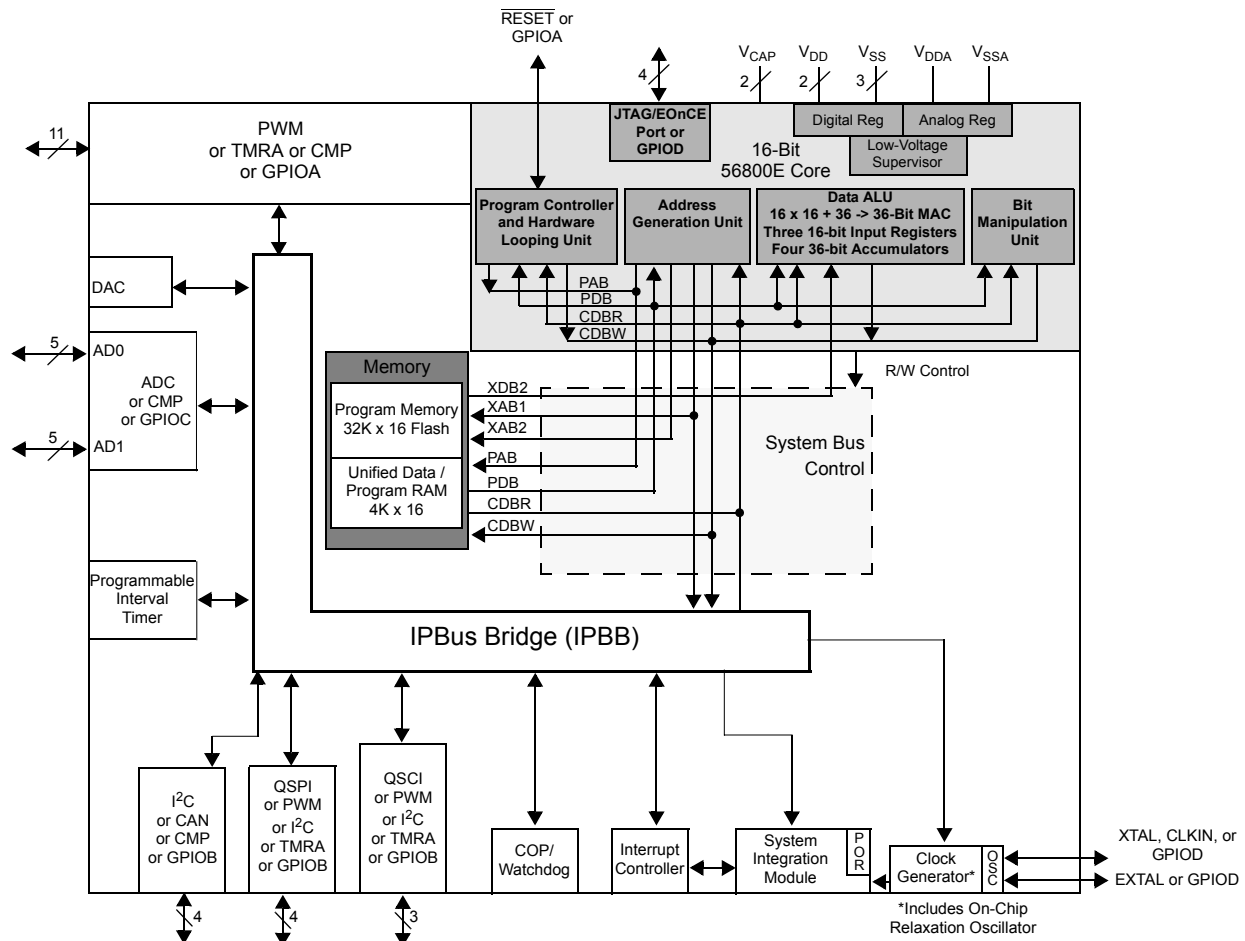 RESET or
GPIOA
4
VCAP
VDD
VSS
VDDA
VSSA
2
2
3
11
PWM
or TMRA or CMP
or GPIOA
JTAG/EOnCE
Port or
GPIOD
Digital Reg
Analog Reg
Low-Voltage
Supervisor
16-Bit
56800E Core
Program Controller
and Hardware
Looping Unit
Address
Generation Unit
Data ALU
16 x 16 + 36 -> 36-Bit MAC
Three 16-bit Input Registers
Four 36-bit Accumulators
Bit
Manipulation
Unit
PAB
PDB
CDBR
CDBW
DAC
5
AD0
ADC
or CMP
or GPIOC
5
AD1
Memory
Program Memory
32K x 16 Flash
Unified Data /
Program RAM
4K x 16
XDB2
XAB1
XAB2
PAB
PDB
CDBR
CDBW
R/W Control
System Bus
Control
Programmable
Interval
Timer
IPBus Bridge (IPBB)
I2C
or CAN
or CMP
or GPIOB
QSPI
or PWM
or I2C
or TMRA
or GPIOB
QSCI
or PWM
or I2C
or TMRA
or GPIOB
COP/
Watchdog
Interrupt
Controller
System
Integration
Module
POR
Clock
Generator*
OSC
XTAL, CLKIN, or
GPIOD
EXTAL or GPIOD
*Includes On-Chip
Relaxation Oscillator
4
4
3